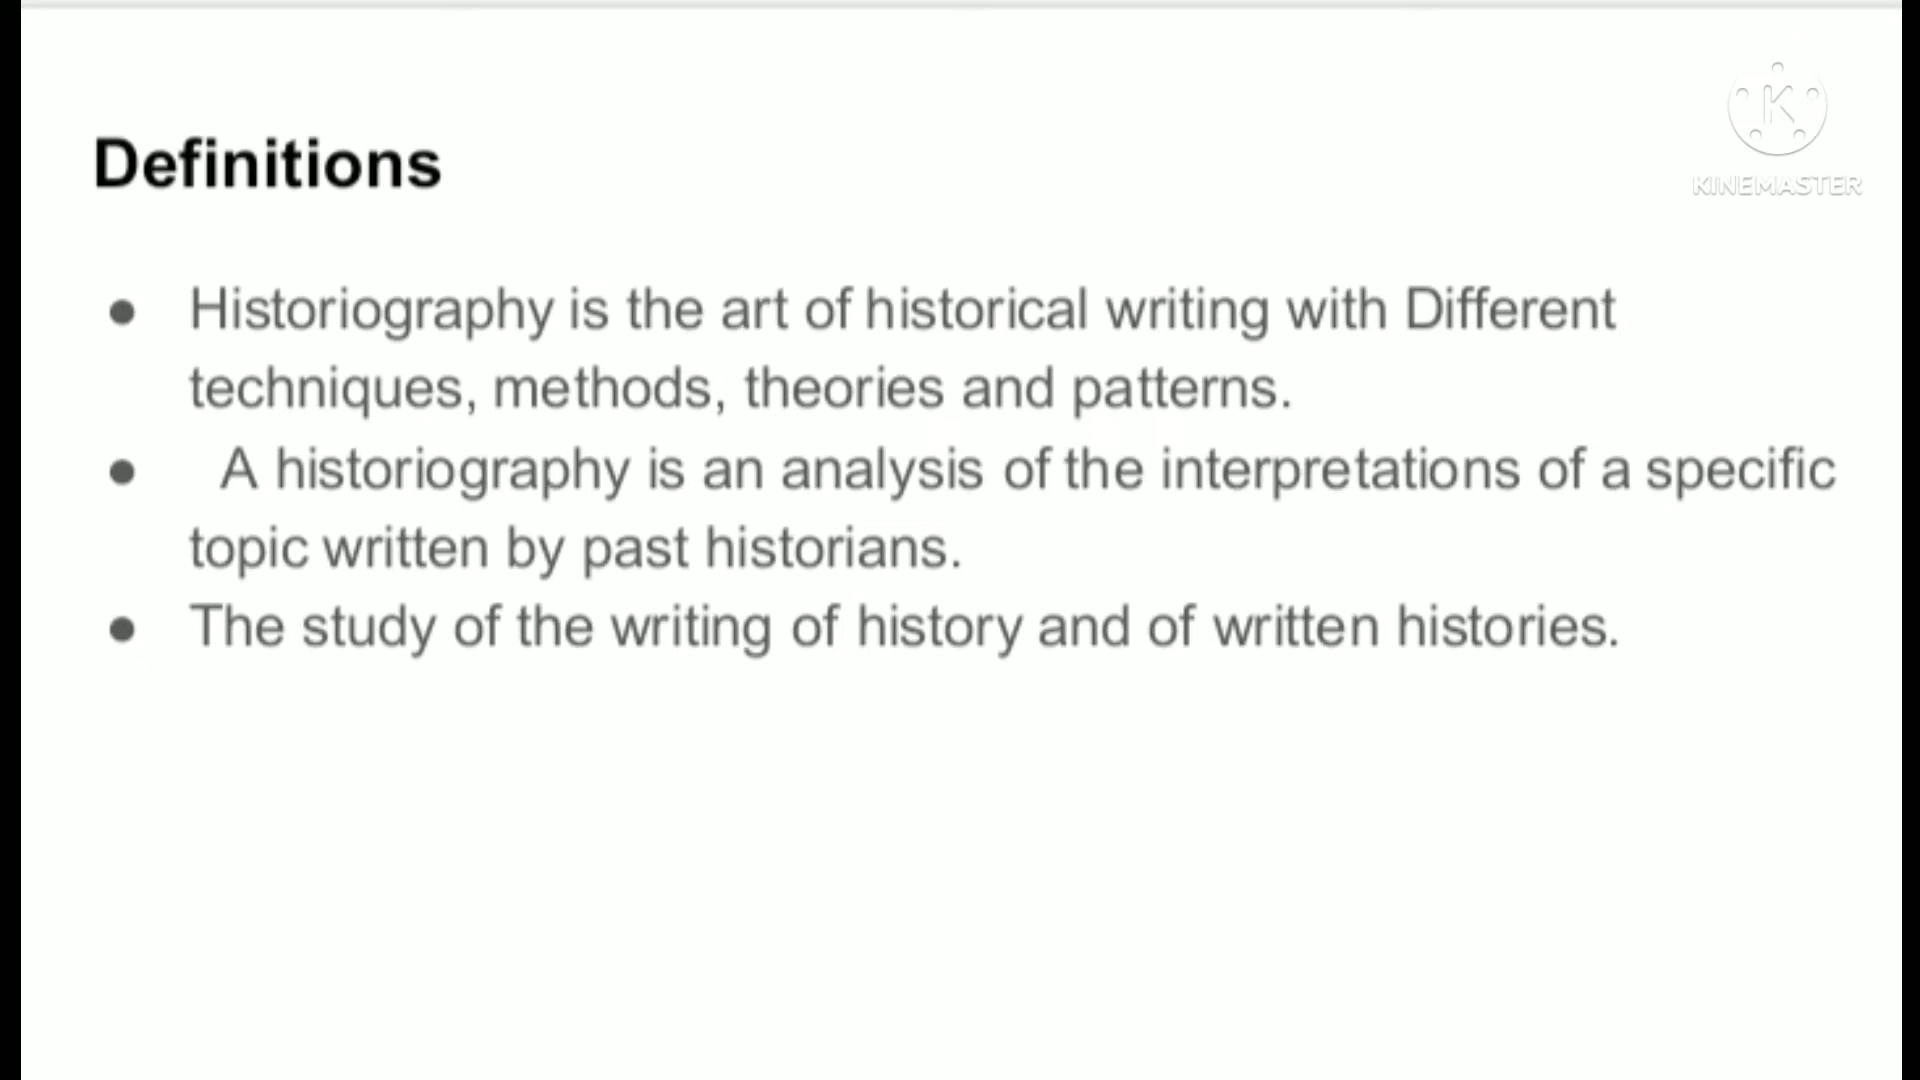 Definitions
K
KINEMASTER
● Historiography is the art of historical writing with Different
techniques, methods, theories and patterns.
● A historiography is an analysis of the interpretations of a specific
topic written by past historians.
● The study of the writing of history and of written histories.